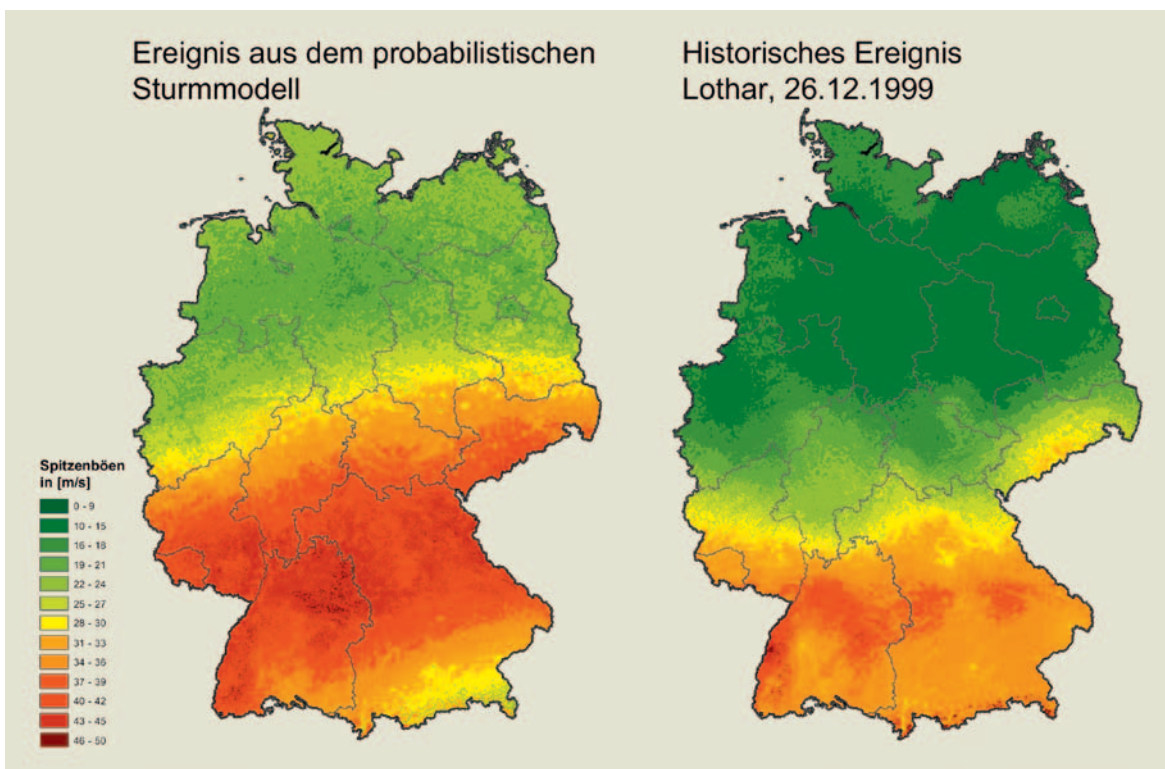 Ereignis aus dem probabilistischen
Sturmmodell
Historisches Ereignis
Lothar, 26.12.1999
Spitzenböen
in [m/s]
0 - 9
10 - 15
16 - 18
19 - 21
22 - 24
25 - 27
28 - 30
31 - 33
34 - 36
37 - 39
40 - 42
43 - 45
46 - 50